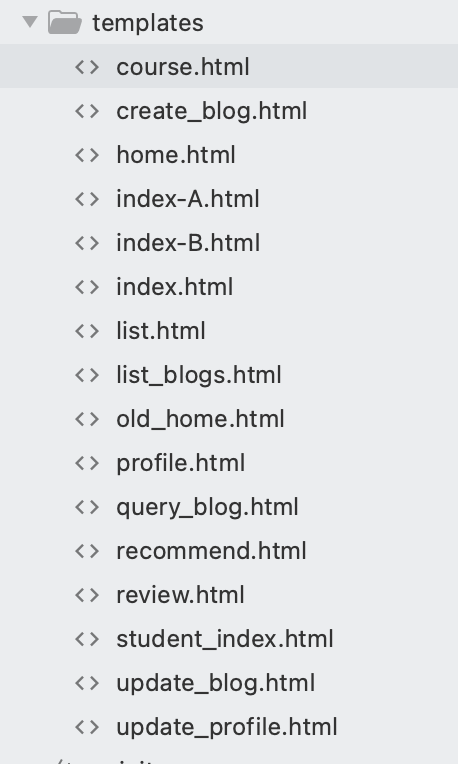 templates
course.html
create_blog.html
home.html
index-A.html
index-B.html
index.html
list.html
list_blogs.html
old_home.html
profile.html
query_blog.html
recommend.html
review.html
student_index.html
update_blog.html
update_profile.html